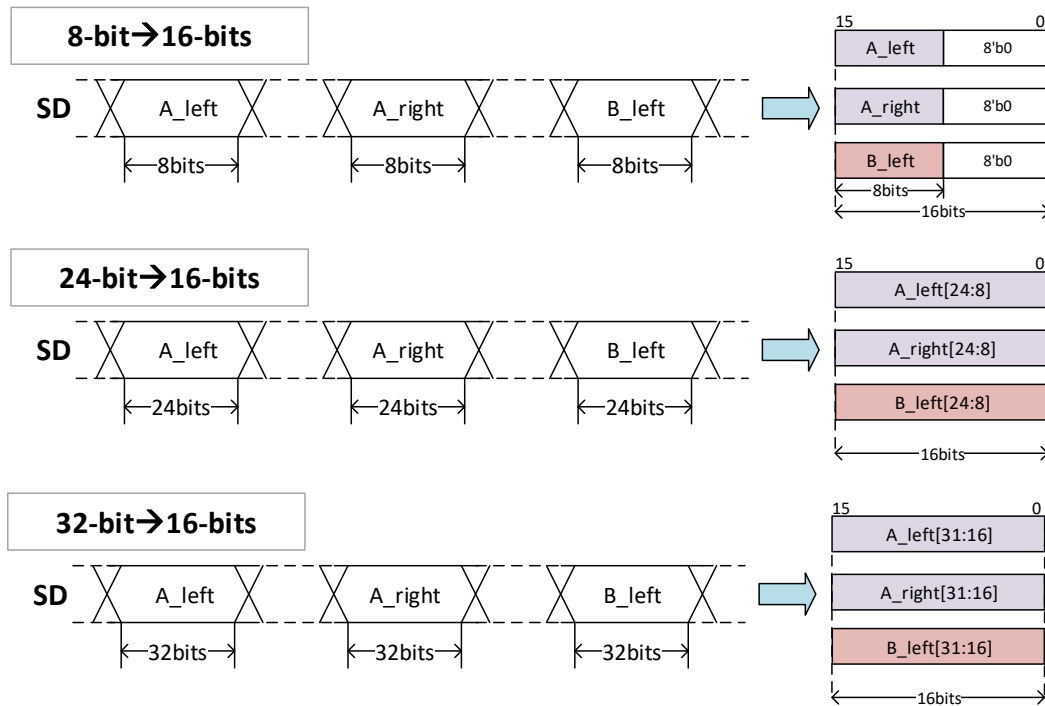 8-bit→16-bits
15 0
SD A_left A_right B_left
A_left 8'b0
A_right 8'b0
B_left 8'b0
8bits 8bits 8bits
8bits
16bits
24-bit→16-bits
15 0
SD A_left A_right B_left
A_left[24:8]
A_right[24:8]
B_left[24:8]
24bits 24bits 24bits
16bits
32-bit→16-bits
15 0
SD A_left A_right B_left
A_left[31:16]
A_right[31:16]
B_left[31:16]
32bits 32bits 32bits
16bits